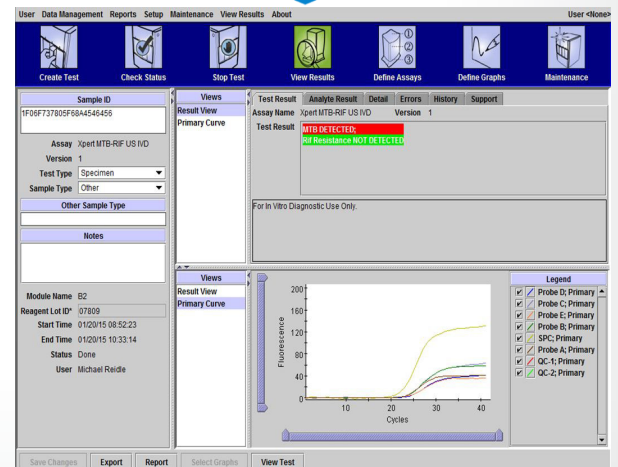 User Data Management Reports Setup Maintenance View Results About User <None>
Create Test Check Status Stop Test View Results Define Assays Define Graphs Maintenance
Sample ID
1F06F737805F68A4546456
Assay Xpert MTB-RIF US IVD
Version 1
Test Type Specimen
Sample Type Other
Other Sample Type
Notes
Module Name B2
Reagent Lot ID* 07809
Start Time 01/20/15 08:52:23
End Time 01/20/15 10:33:14
Status Done
User Michael Reidle
Views
Result View
Primary Curve
Test Result Analyte Result Detail Errors History Support
Assay Name Xpert MTB-RIF US IVD Version 1
Test Result MTB DETECTED;
Rif Resistance NOT DETECTED
For In Vitro Diagnostic Use Only.
Views
Result View
Primary Curve
200
160
120
80
40
0
Fluorescence
10 20 30 40
Cycles
Legend
Probe D; Primary
Probe C; Primary
Probe E; Primary
Probe B; Primary
SPC; Primary
Probe A; Primary
QC-1; Primary
QC-2; Primary
Save Changes Export Report Select Graphs View Test